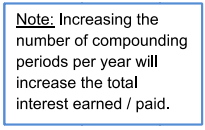 Note: Increasing the
number of compounding
periods per year will
increase the total
interest earned / paid.